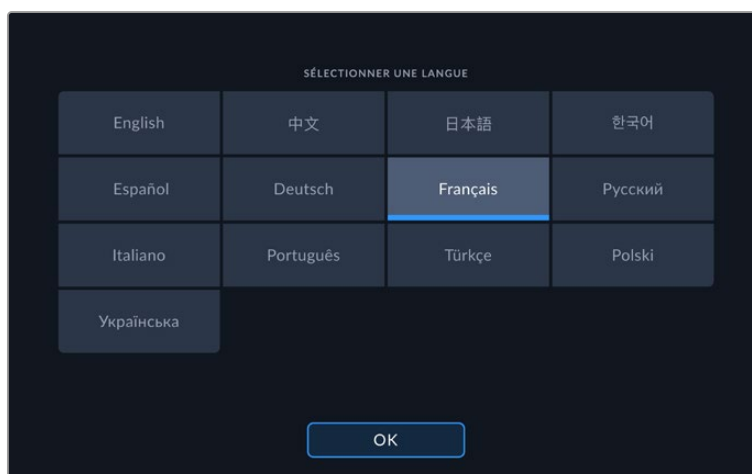 SÉLECTIONNER UNE LANGUE
English 中文 日本語 한국어
Español Deutsch Français Русский
Italiano Português Türkçe Polski
Українська
OK